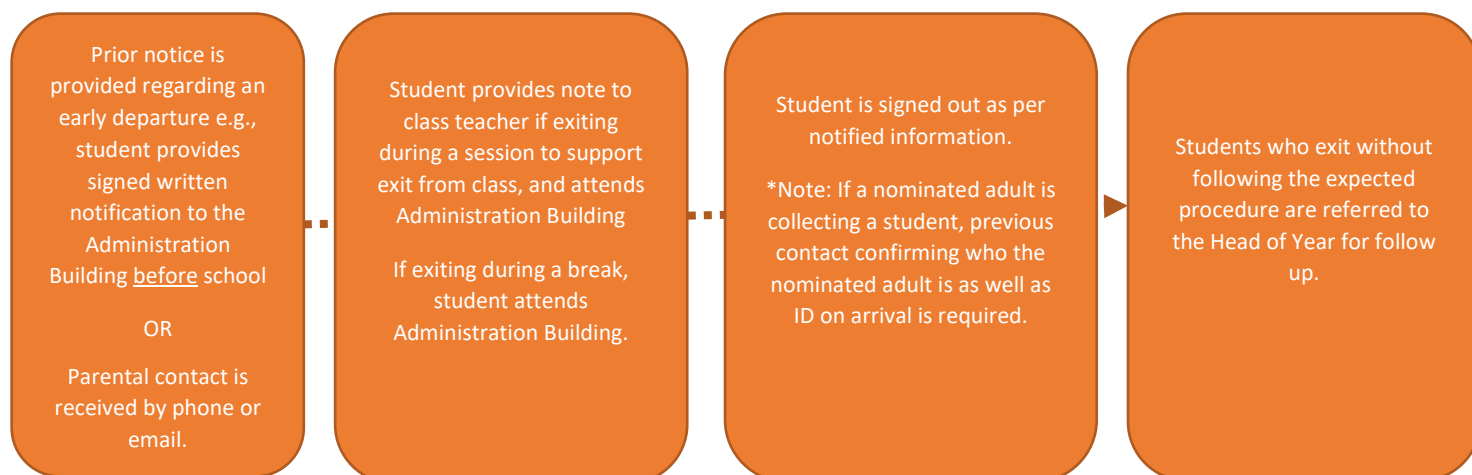 Prior notice is
provided regarding an
early departure e.g.,
student provides
signed written
notification to the
Administration
Building before school
OR
Parental contact is
received by phone or
email.
Student provides note to
class teacher if exiting
during a session to support
exit from class, and attends
Administration Building
If exiting during a break,
student attends
Administration Building.
Student is signed out as per
notified information.
*Note: If a nominated adult is
collecting a student, previous
contact confirming who the
nominated adult is as well as
ID on arrival is required.
Students who exit without
following the expected
procedure are referred to
the Head of Year for follow
up.